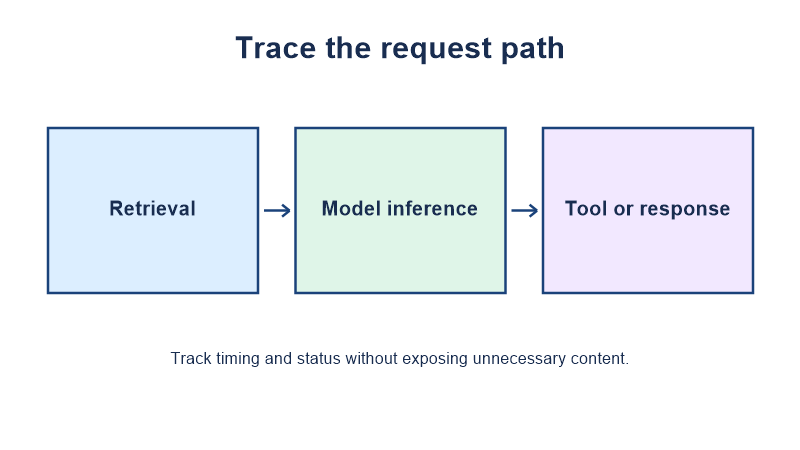 Trace the request path
Retrieval
Model inference
Tool or response
Track timing and status without exposing unnecessary content.